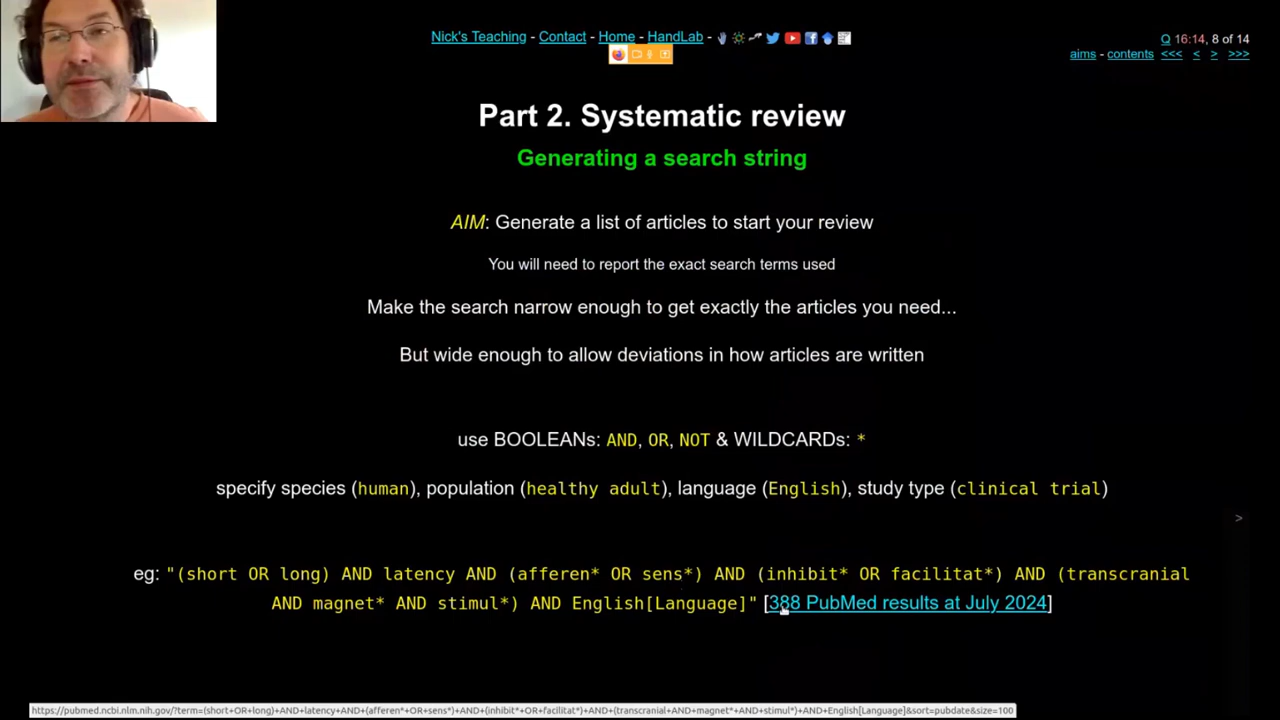 Nick's Teaching - Contact - Home - HandLab -
Q 16:14, 8 of 14
aims - contents <<< < > >>>
Part 2. Systematic review
Generating a search string
AIM: Generate a list of articles to start your review
You will need to report the exact search terms used
Make the search narrow enough to get exactly the articles you need...
But wide enough to allow deviations in how articles are written
use BOOLEANs: AND, OR, NOT & WILDCARDs: *
specify species (human), population (healthy adult), language (English), study type (clinical trial)
>
eg: "(short OR long) AND latency AND (afferen* OR sens*) AND (inhibit* OR facilitat*) AND (transcranial
AND magnet* AND stimul*) AND English[Language]" [388 PubMed results at July 2024]
https://pubmed.ncbi.nlm.nih.gov/?term=(short+OR+long)+AND+latency+AND+(afferen*+OR+sens*)+AND+(inhibit*+OR+facilitat*)+AND+(transcranial+AND+magnet*+AND+stimul*)+AND+English[Language]&sort=pubdate&size=100